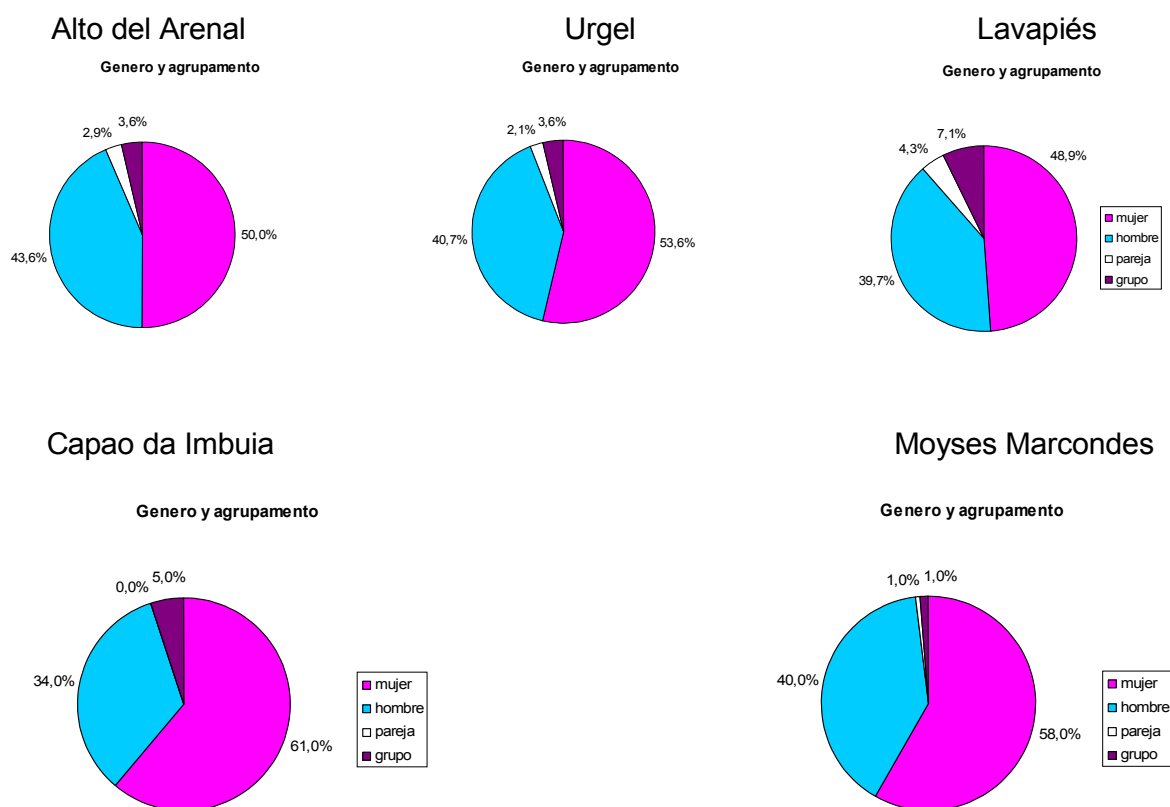 Alto del Arenal
Genero y agrupamento
2,9%
3,6%
43,6%
50,0%
Urgel
Genero y agrupamento
2,1%
3,6%
40,7%
53,6%
Lavapiés
Genero y agrupamento
4,3%
7,1%
48,9%
39,7%
mujer
hombre
pareja
grupo
Capao da Imbuia
Genero y agrupamento
0,0%
5,0%
34,0%
61,0%
mujer
hombre
pareja
grupo
Moyses Marcondes
Genero y agrupamento
1,0%
1,0%
40,0%
58,0%
mujer
hombre
pareja
grupo